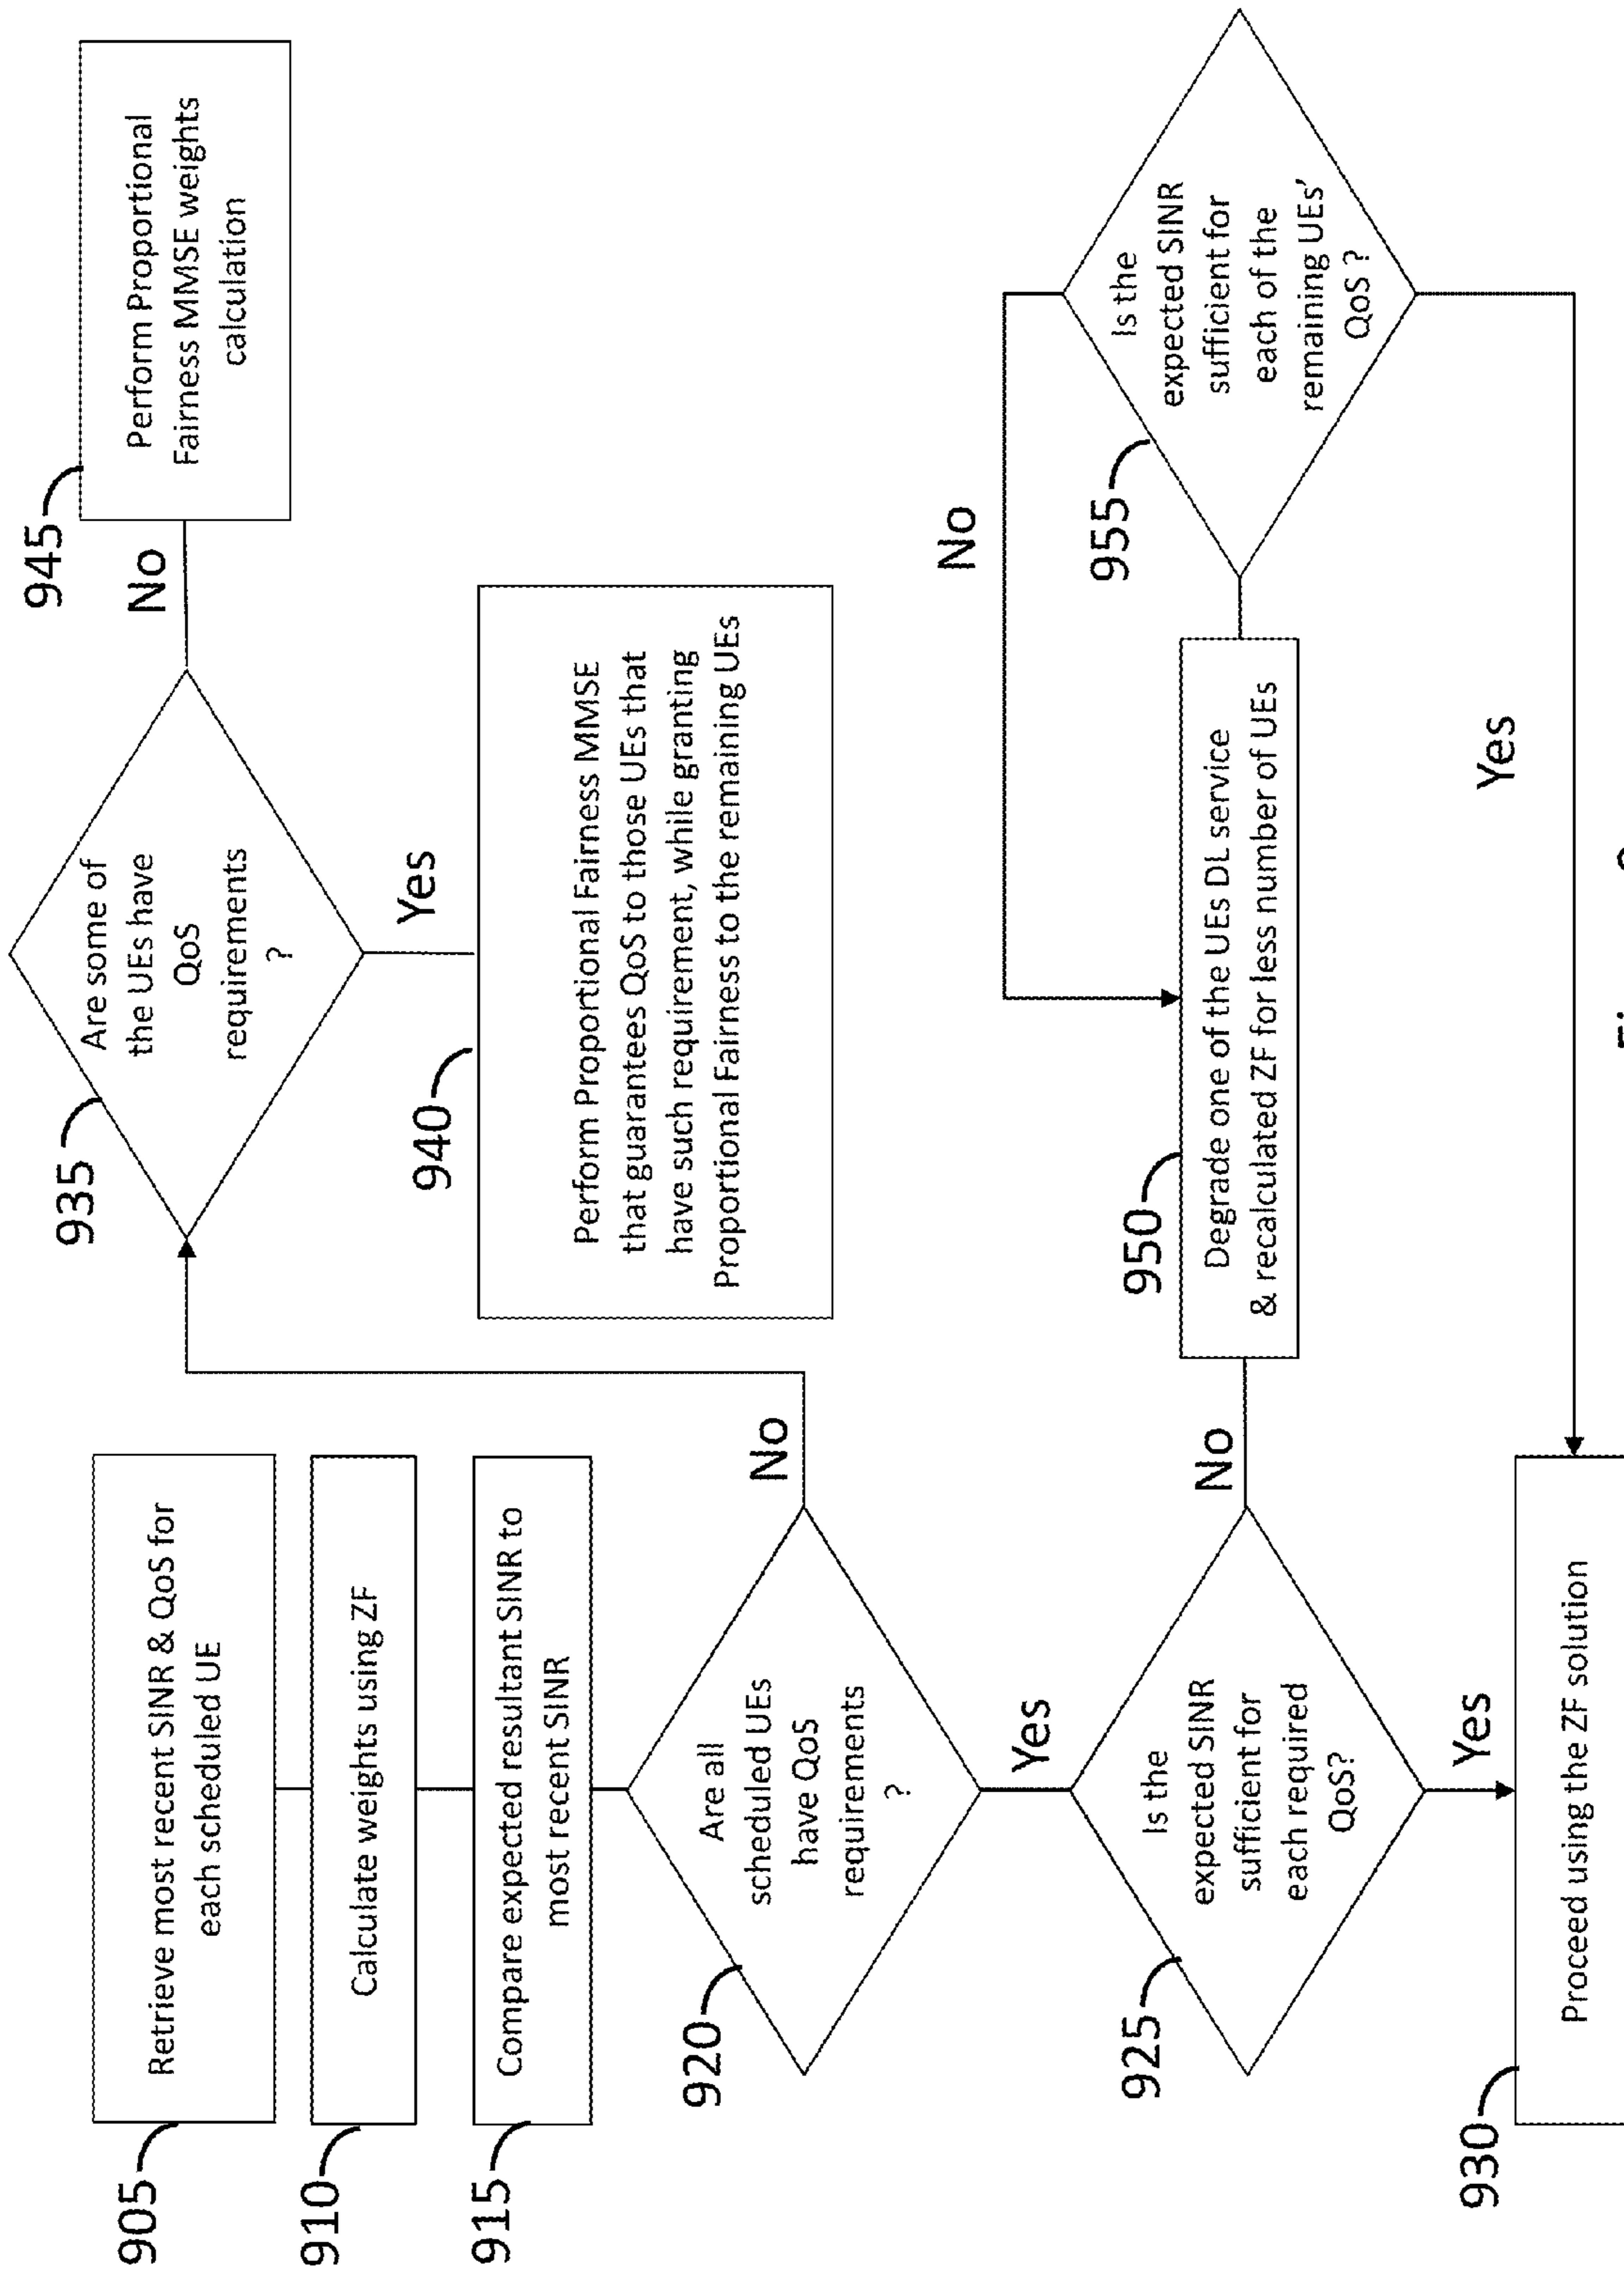 905
Retrieve most recent SINR & QoS for
each scheduled UE
910
Calculate weights using ZF
915
Compare expected resultant SINR to
most recent SINR
920
Are all
scheduled UEs
have QoS
requirements
?
No
Yes
925
Is the
expected SINR
sufficient for
each required
QoS?
No
Yes
930
Proceed using the ZF solution
935
Are some of
the UEs have
QoS
requirements
?
No
Yes
945
Perform Proportional
Fairness MMSE weights
calculation
940
Perform Proportional Fairness MMSE
that guarantees QoS to those UEs that
have such requirement, while granting
Proportional Fairness to the remaining UEs
950
Degrade one of the UEs DL service
& recalculated ZF for less number of UEs
955
Is the
expected SINR
sufficient for
each of the
remaining UEs'
QoS ?
No
Yes